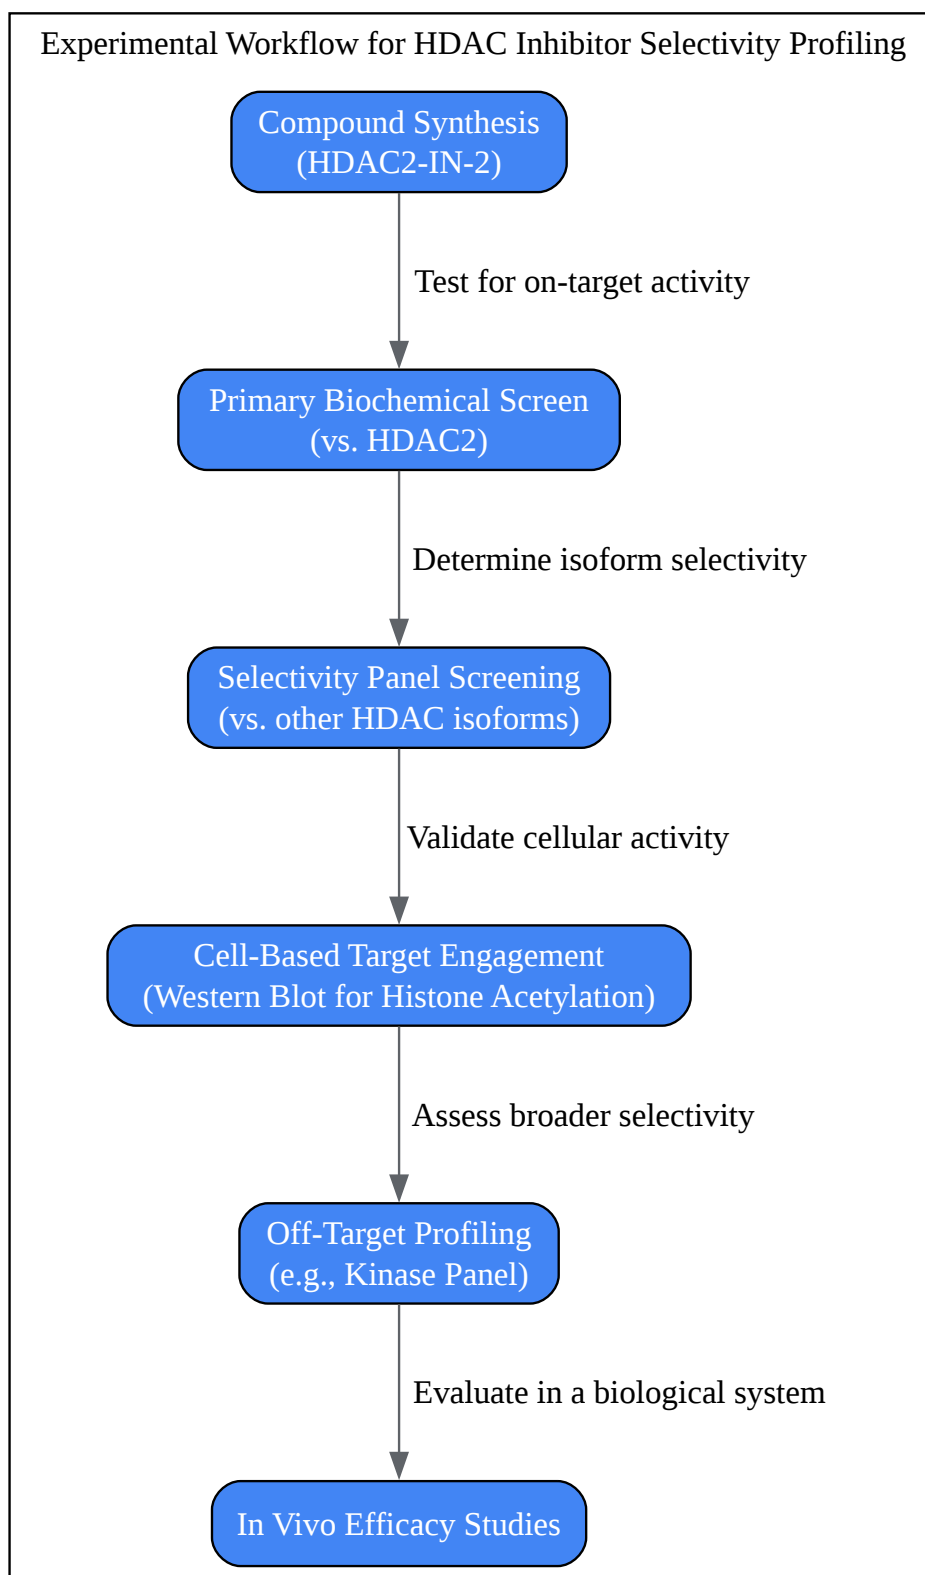 Experimental Workflow for HDAC Inhibitor Selectivity Profiling
Compound Synthesis
(HDAC2-IN-2)
Test for on-target activity
Primary Biochemical Screen
(vs. HDAC2)
Determine isoform selectivity
Selectivity Panel Screening
(vs. other HDAC isoforms)
Validate cellular activity
Cell-Based Target Engagement
(Western Blot for Histone Acetylation)
Assess broader selectivity
Off-Target Profiling
(e.g., Kinase Panel)
Evaluate in a biological system
In Vivo Efficacy Studies